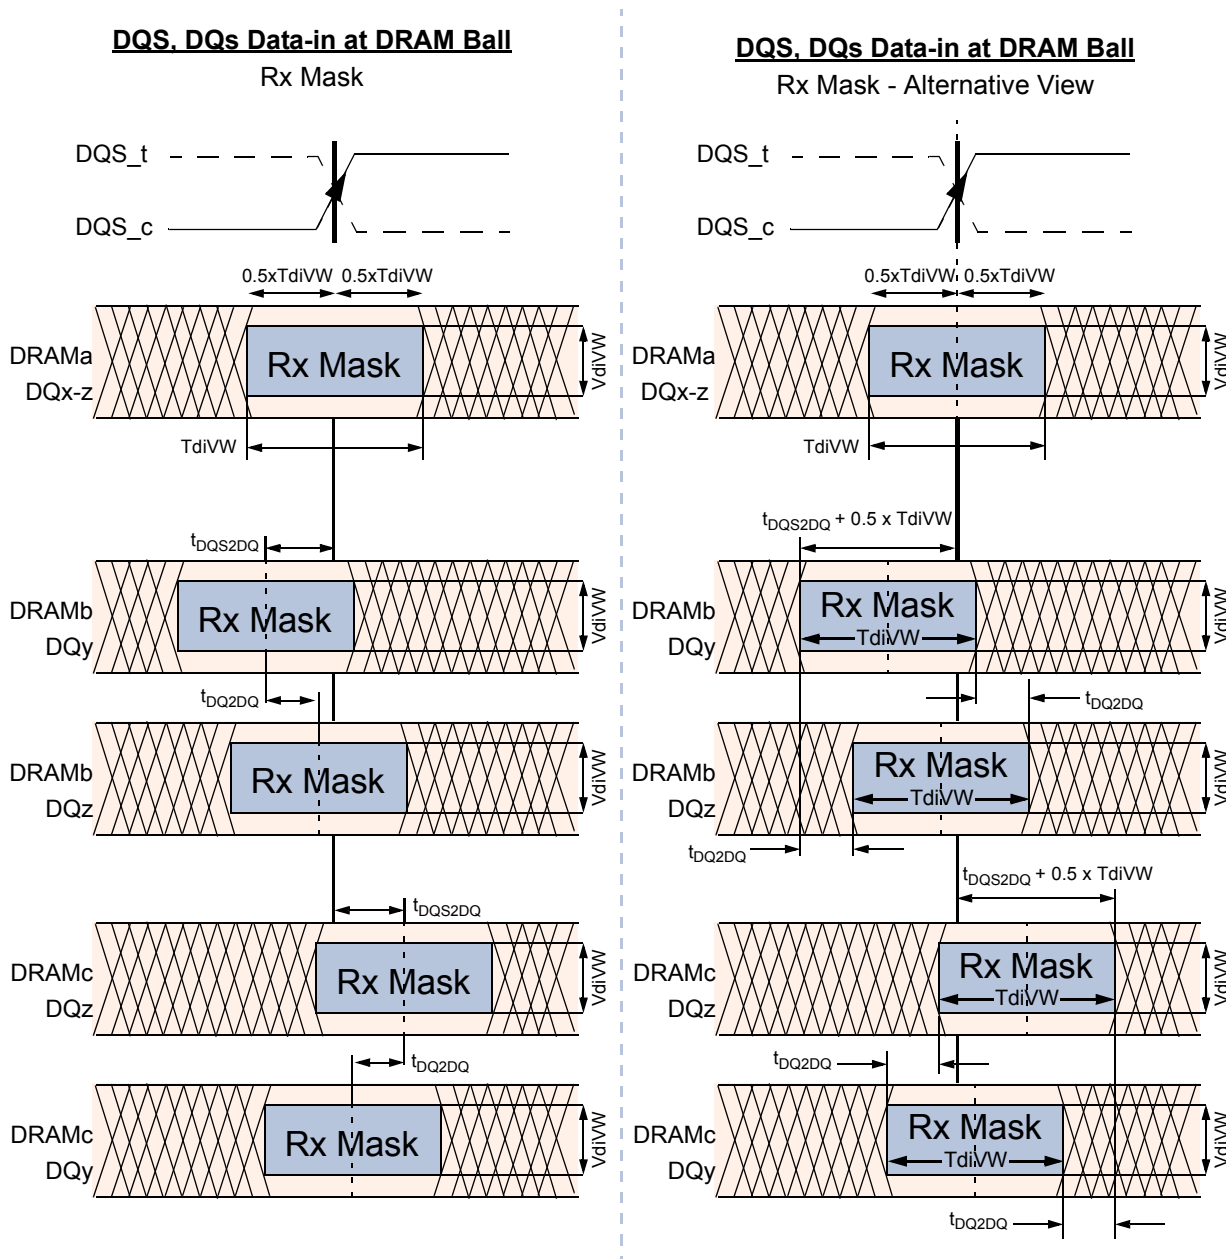 DQS, DQs Data-in at DRAM Ball
Rx Mask
DQS_t
DQS_c
0.5xTdiVW 0.5xTdiVW
DRAMa
DQx-z
Rx Mask
VdiVW
TdiVW
tDQS2DQ
DRAMb
DQy
Rx Mask
VdiVW
tDQ2DQ
DRAMb
DQz
Rx Mask
VdiVW
tDQS2DQ
DRAMc
DQz
Rx Mask
VdiVW
tDQ2DQ
DRAMc
DQy
Rx Mask
VdiVW
DQS, DQs Data-in at DRAM Ball
Rx Mask - Alternative View
DQS_t
DQS_c
0.5xTdiVW 0.5xTdiVW
DRAMa
DQx-z
Rx Mask
VdiVW
TdiVW
tDQS2DQ + 0.5 x TdiVW
DRAMb
DQy
Rx Mask
TdiVW
VdiVW
tDQ2DQ
DRAMb
DQz
Rx Mask
TdiVW
VdiVW
tDQ2DQ
tDQS2DQ + 0.5 x TdiVW
DRAMc
DQz
Rx Mask
TdiVW
VdiVW
tDQ2DQ
DRAMc
DQy
Rx Mask
TdiVW
VdiVW
tDQ2DQ